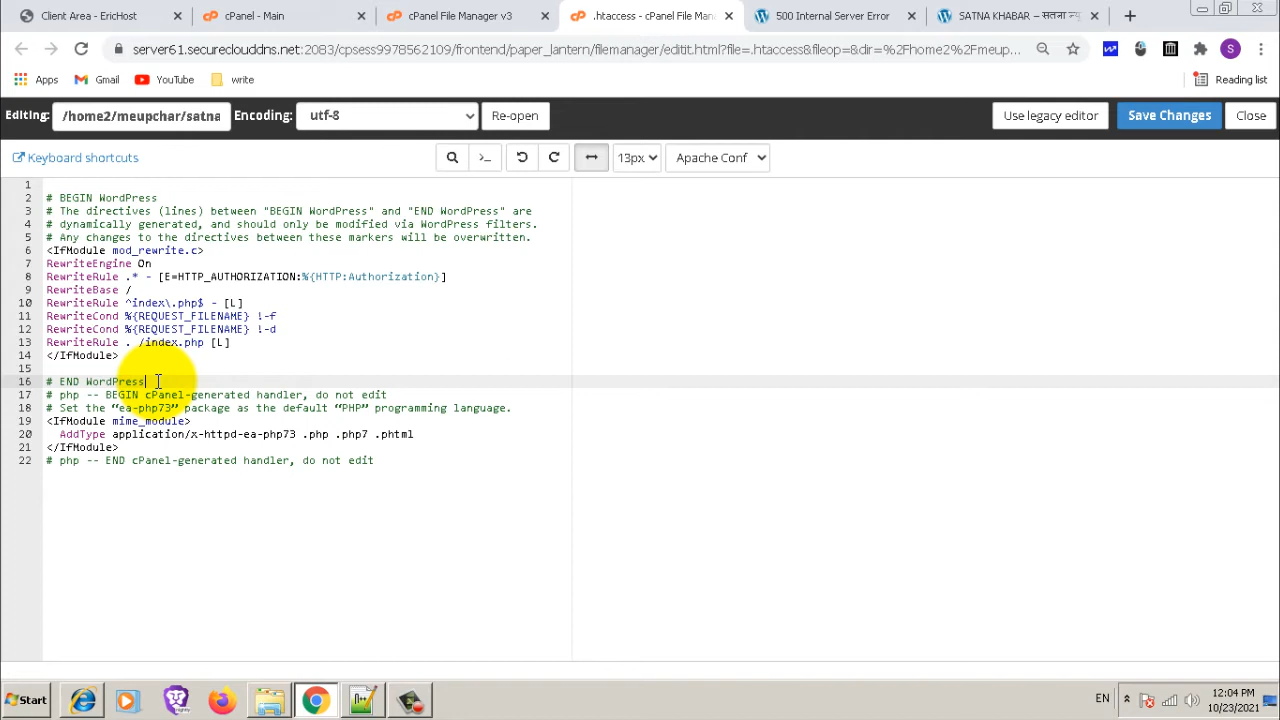 Client Area - EricHost
cPanel - Main
cPanel File Manager v3
.htaccess - cPanel File Man
500 Internal Server Error
SATNA KHABAR — सतना न्यू
server61.secureclouddns.net:2083/cpsess9978562109/frontend/paper_lantern/filemanager/editit.html?file=.htaccess&fileop=&dir=%2Fhome2%2Fmeup...
S
Apps
Gmail
YouTube
write
Reading list
Editing: /home2/meupchar/satna Encoding: utf-8 Re-open Use legacy editor Save Changes Close
Keyboard shortcuts
13px Apache Conf
1
2 # BEGIN WordPress
3 # The directives (lines) between "BEGIN WordPress" and "END WordPress" are
4 # dynamically generated, and should only be modified via WordPress filters.
5 # Any changes to the directives between these markers will be overwritten.
6 <IfModule mod_rewrite.c>
7 RewriteEngine On
8 RewriteRule .* - [E=HTTP_AUTHORIZATION:%{HTTP:Authorization}]
9 RewriteBase /
10 RewriteRule ^index\.php$ - [L]
11 RewriteCond %{REQUEST_FILENAME} !-f
12 RewriteCond %{REQUEST_FILENAME} !-d
13 RewriteRule . /index.php [L]
14 </IfModule>
15
16 # END WordPress
17 # php -- BEGIN cPanel-generated handler, do not edit
18 # Set the “ea-php73” package as the default “PHP” programming language.
19 <IfModule mime_module>
20 AddType application/x-httpd-ea-php73 .php .php7 .phtml
21 </IfModule>
22 # php -- END cPanel-generated handler, do not edit
Start
EN
12:04 PM
10/23/2021